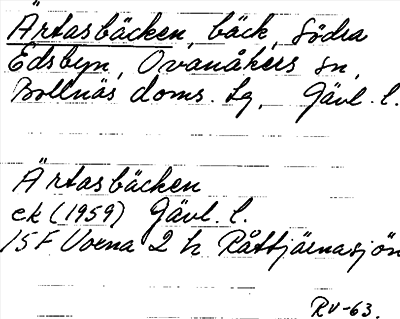 Ärtasbäcken, bäck, södra
Edsbyn, Ovanåkers sn,
Bollnäs doms. lg, Gävl. l.
Ärtasbäcken
ek (1959) Gävl. l.
15F Voxna 2 h Råttjärnasjön
RV-63.